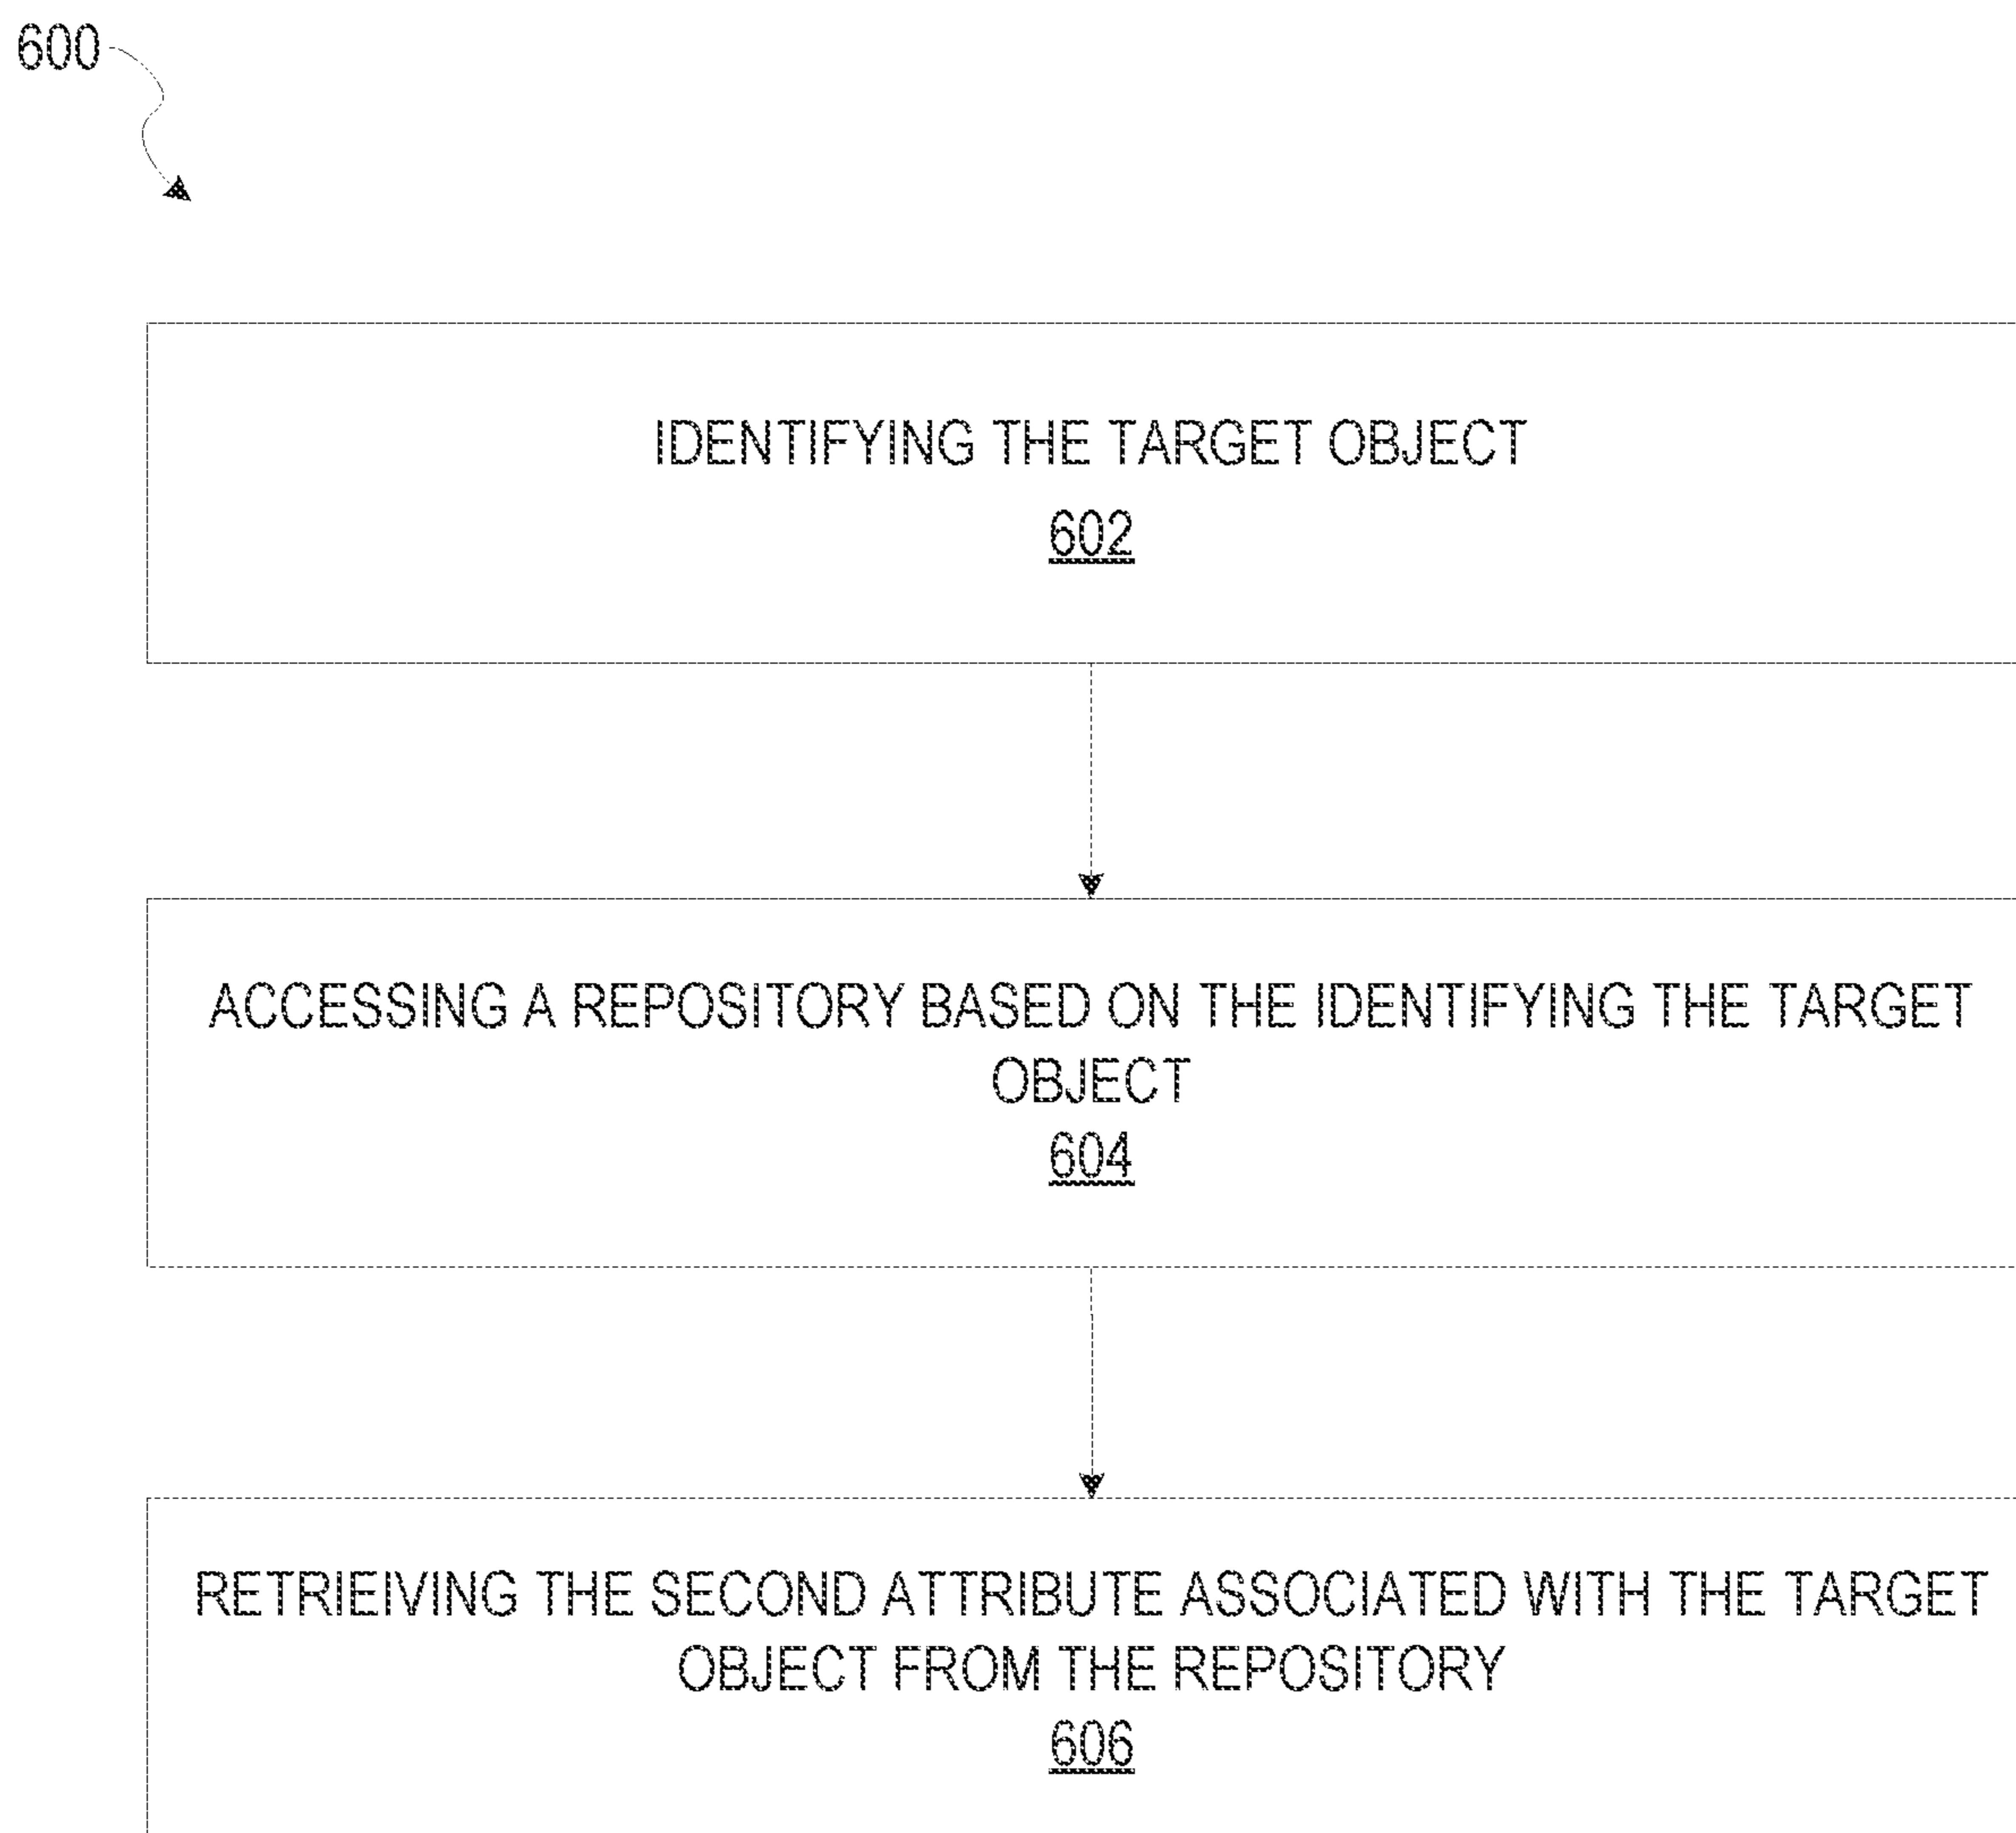 600
IDENTIFYING THE TARGET OBJECT
602
ACCESSING A REPOSITORY BASED ON THE IDENTIFYING THE TARGET
OBJECT
604
RETRIEIVING THE SECOND ATTRIBUTE ASSOCIATED WITH THE TARGET
OBJECT FROM THE REPOSITORY
606